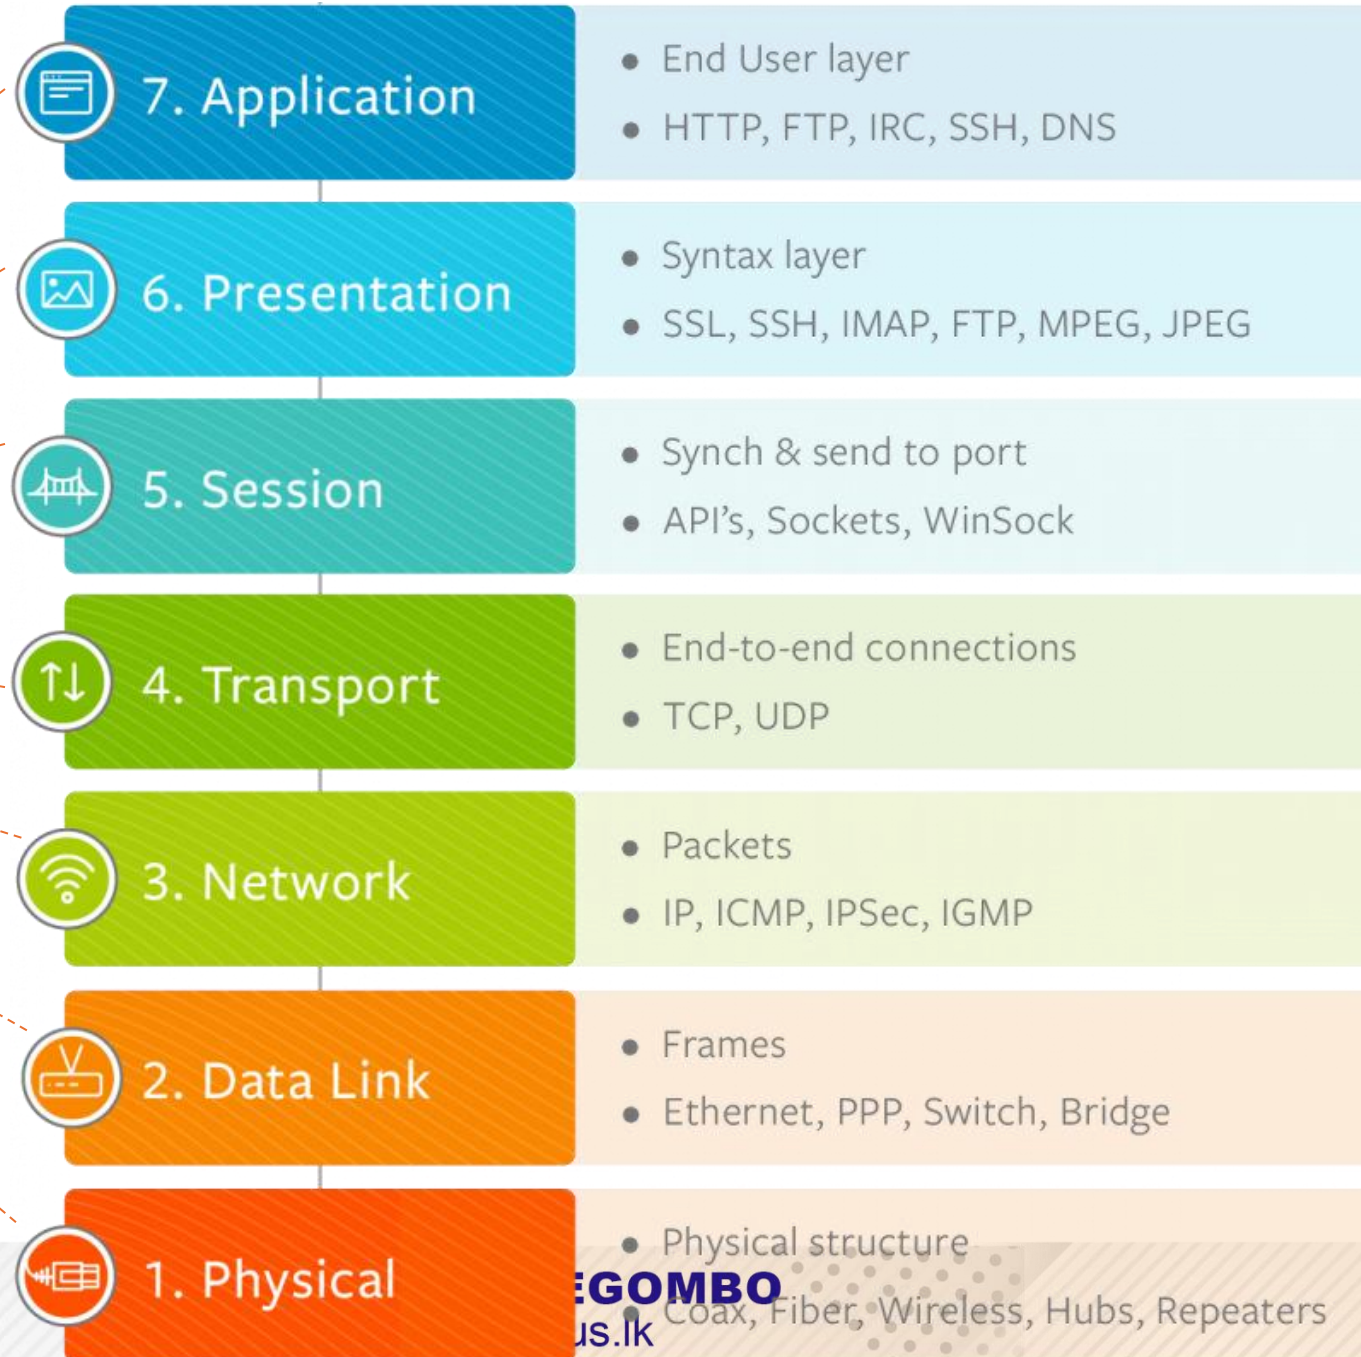 7. Application
• End User layer
• HTTP, FTP, IRC, SSH, DNS
6. Presentation
• Syntax layer
• SSL, SSH, IMAP, FTP, MPEG, JPEG
5. Session
• Synch & send to port
• API's, Sockets, WinSock
4. Transport
• End-to-end connections
• TCP, UDP
3. Network
• Packets
• IP, ICMP, IPSec, IGMP
2. Data Link
• Frames
• Ethernet, PPP, Switch, Bridge
1. Physical
• Physical structure
• Coax, Fiber, Wireless, Hubs, Repeaters
EGOMBO
us.lk